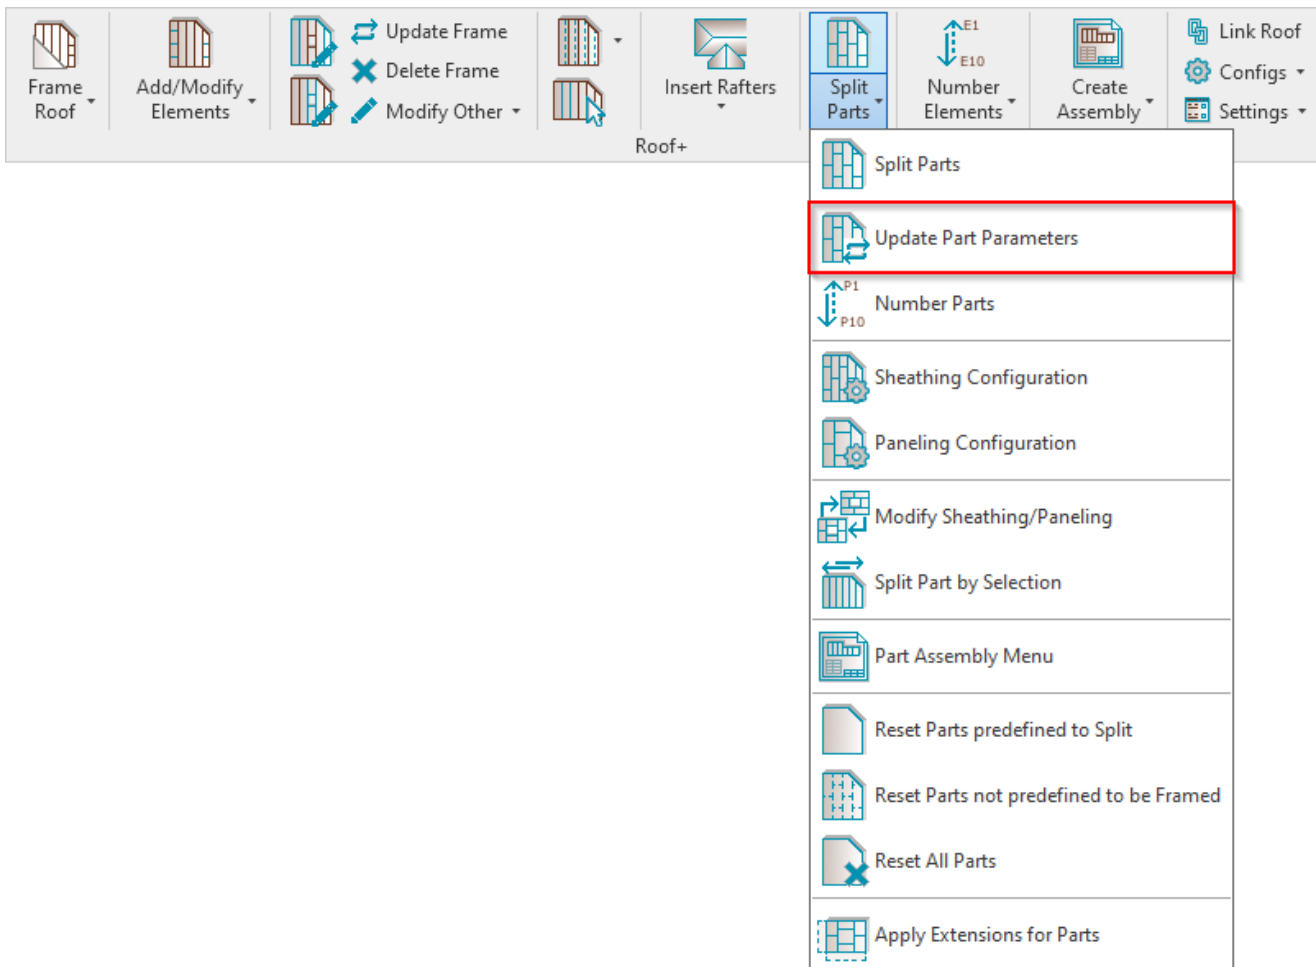 Frame
Roof
Add/Modify
Elements
Update Frame
Delete Frame
Modify Other
Insert Rafters
Split
Parts
E1
E10
Number
Elements
Create
Assembly
Link Roof
Configs
Settings
Roof+
Split Parts
Update Part Parameters
P1
P10
Number Parts
Sheathing Configuration
Paneling Configuration
Modify Sheathing/Paneling
Split Part by Selection
Part Assembly Menu
Reset Parts predefined to Split
Reset Parts not predefined to be Framed
Reset All Parts
Apply Extensions for Parts